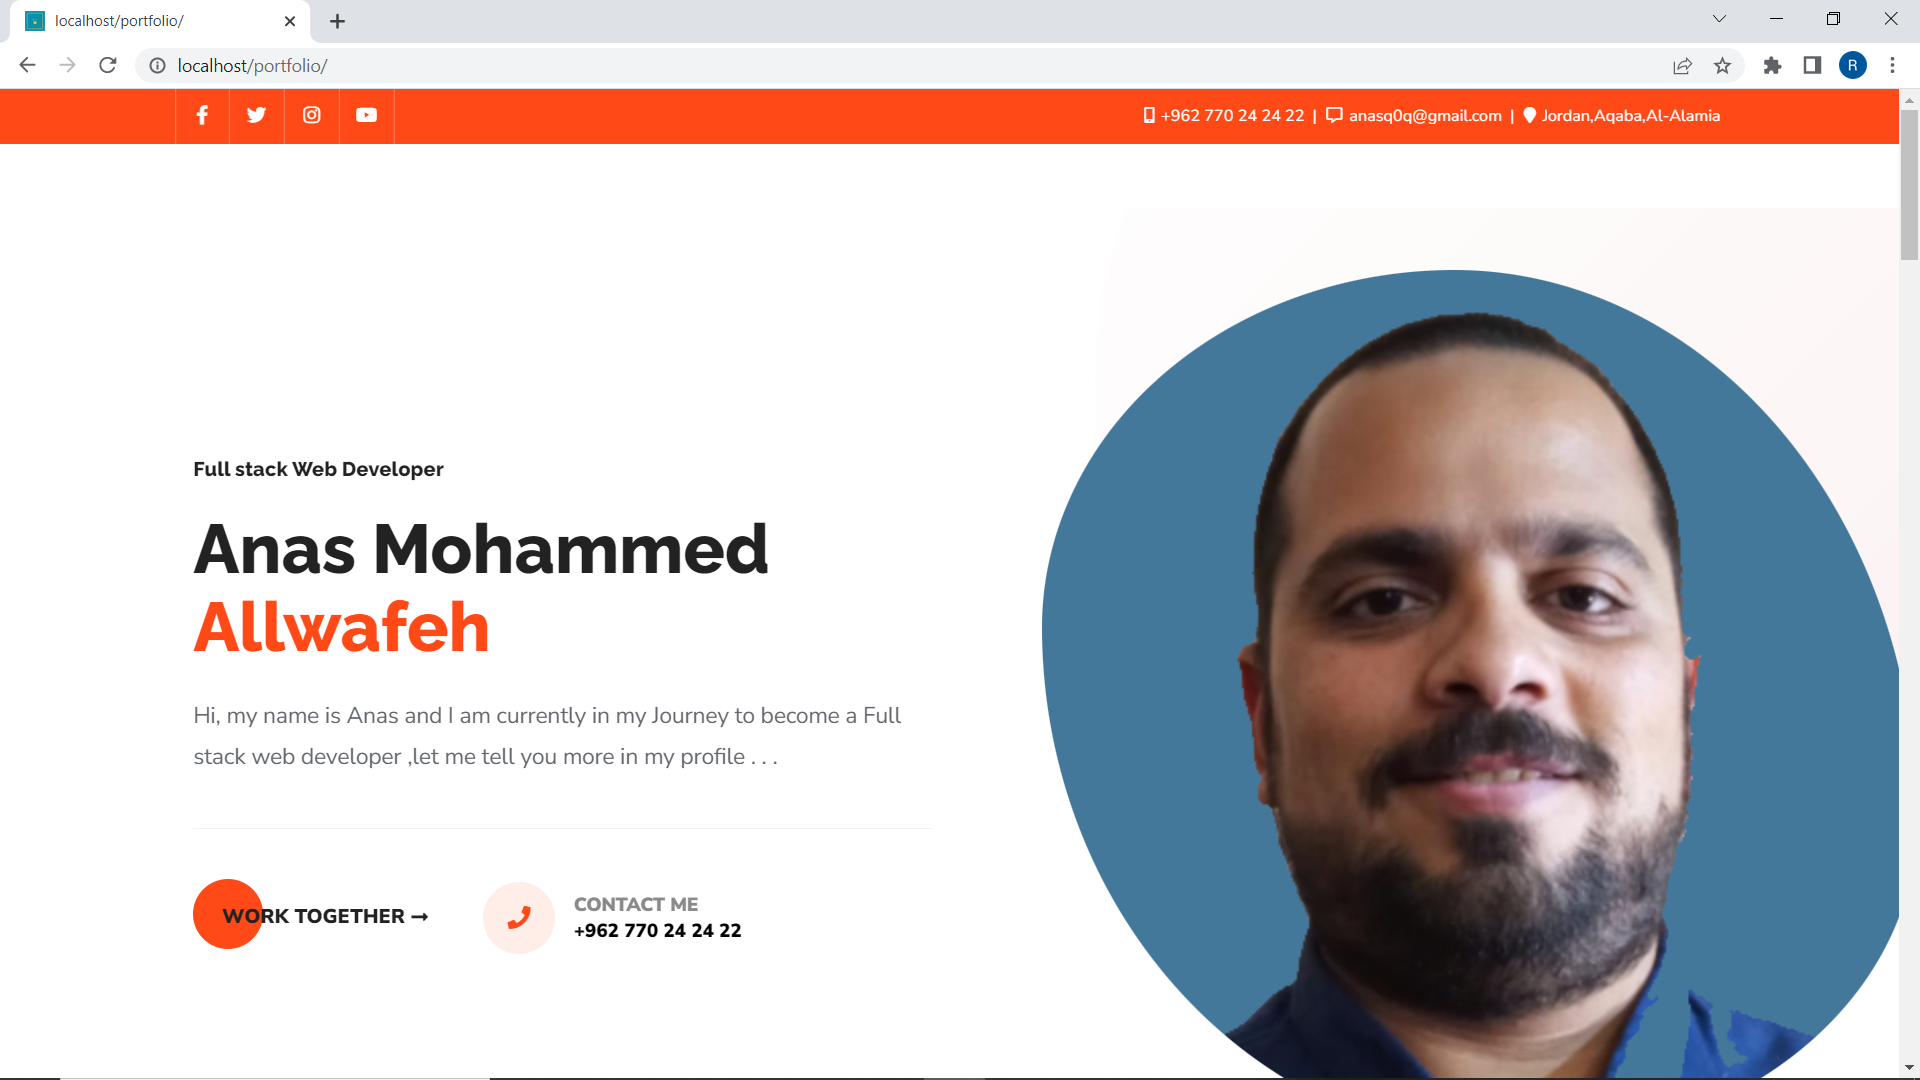 localhost/portfolio/
localhost/portfolio/
R
+962 770 24 24 22 | anasq0q@gmail.com | Jordan,Aqaba,Al-Alamia
Full stack Web Developer
Anas Mohammed
Allwafeh
Hi, my name is Anas and I am currently in my Journey to become a Full
stack web developer ,let me tell you more in my profile . . .
WORK TOGETHER →
CONTACT ME
+962 770 24 24 22